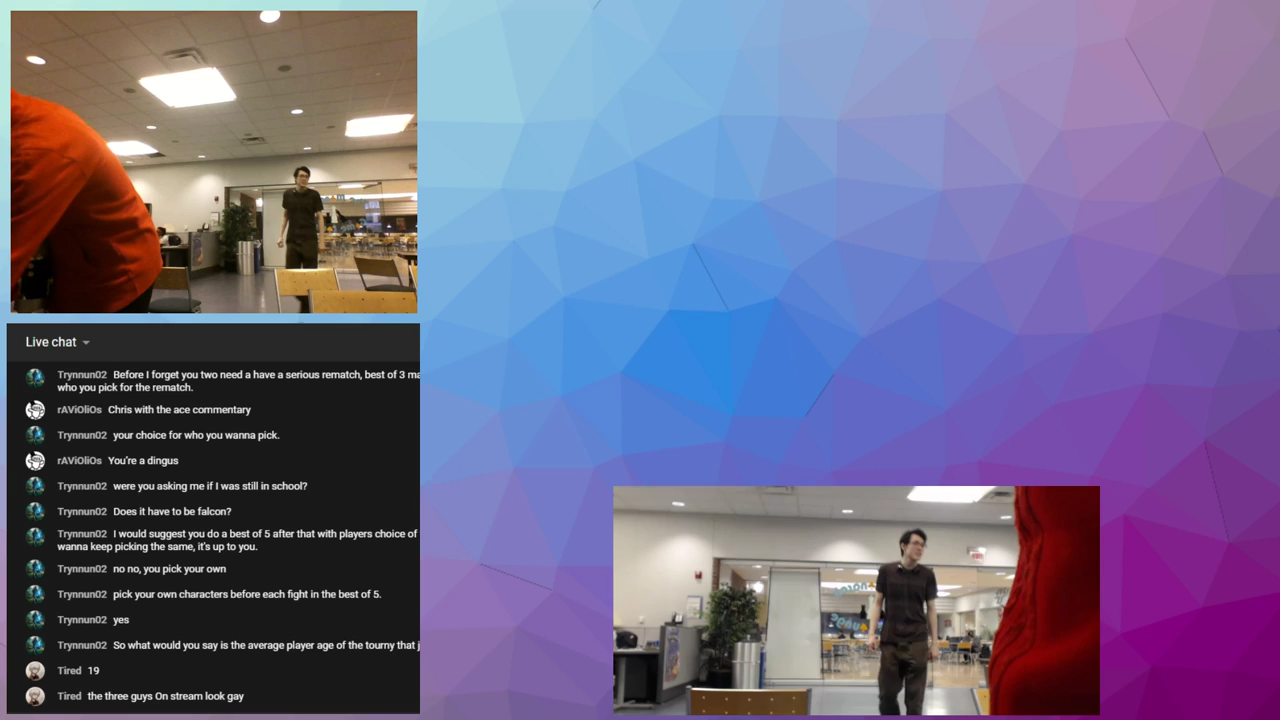 Live chat
Trynnun02 Before I forget you two need a have a serious rematch, best of 3
who you pick for the rematch.
rAViOliOs Chris with the ace commentary
Trynnun02 your choice for who you wanna pick.
rAViOliOs You're a dingus
Trynnun02 were you asking me if I was still in school?
Trynnun02 Does it have to be falcon?
Trynnun02 I would suggest you do a best of 5 after that with players choice of
wanna keep picking the same, it's up to you.
Trynnun02 no no, you pick your own
Trynnun02 pick your own characters before each fight in the best of 5.
Trynnun02 yes
Trynnun02 So what would you say is the average player age of the tourny that
Tired 19
Tired the three guys On stream look gay